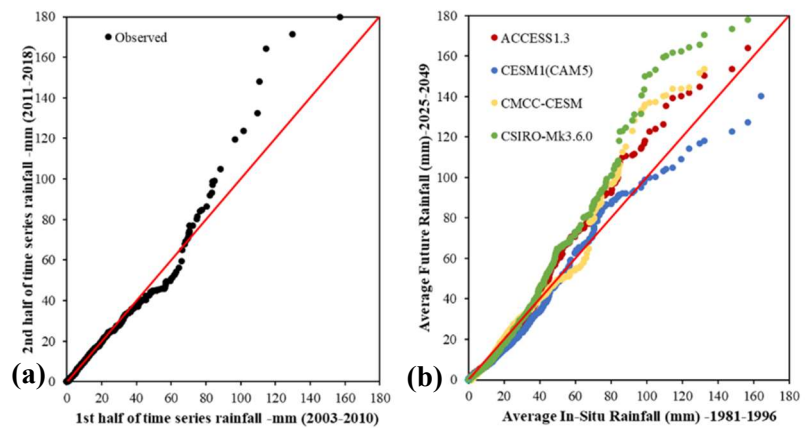 (a)
2nd half of time series rainfall -mm (2011-2018)
180
160
140
120
100
80
60
40
20
0
Observed
0 20 40 60 80 100 120 140 160 180
1st half of time series rainfall -mm (2003-2010)
(b)
Average Future Rainfall (mm)-2025-2049
180
160
140
120
100
80
60
40
20
0
ACCESS1.3
CESM1(CAM5)
CMCC-CESM
CSIRO-Mk3.6.0
0 20 40 60 80 100 120 140 160 180
Average In-Situ Rainfall (mm) -1981-1996